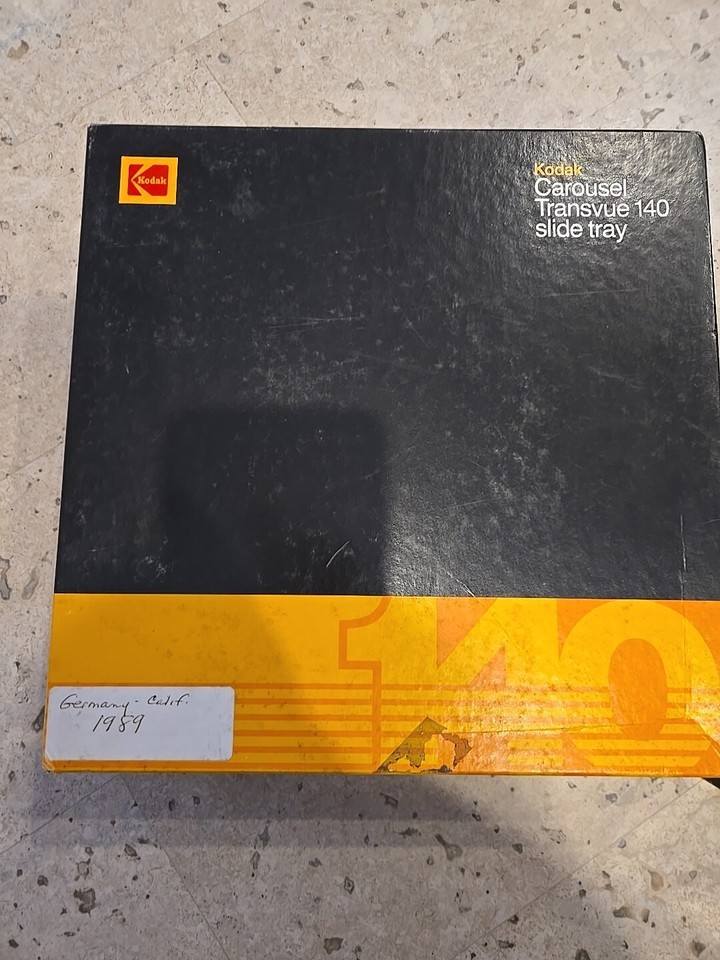 Kodak
Kodak
Carousel
Transvue 140
slide tray
140
Germany - Calif.
1989